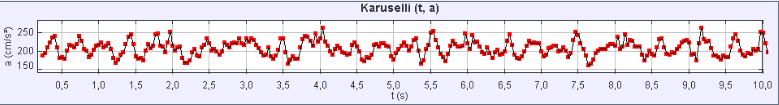 Karuselli (t, a)
a (cm/s²)
250
200
150
0,5 1,0 1,5 2,0 2,5 3,0 3,5 4,0 4,5 5,0 5,5 6,0 6,5 7,0 7,5 8,0 8,5 9,0 9,5 10,0
t (s)